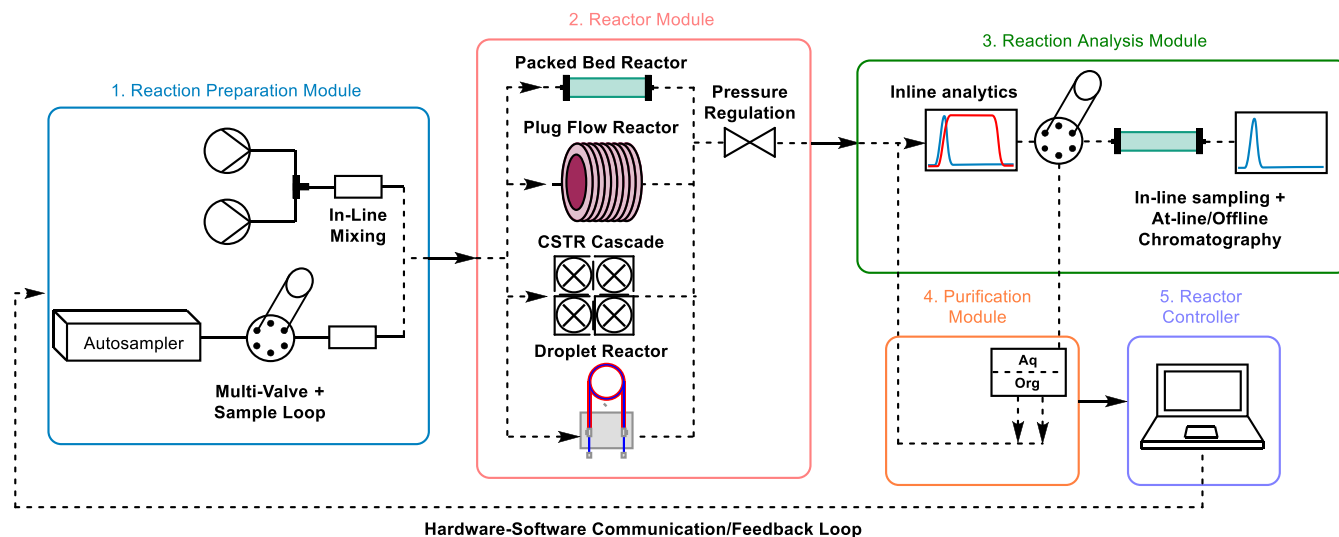 1. Reaction Preparation Module
In-Line
Mixing
Autosampler
Multi-Valve +
Sample Loop
2. Reactor Module
Packed Bed Reactor
Plug Flow Reactor
CSTR Cascade
Droplet Reactor
Pressure
Regulation
3. Reaction Analysis Module
Inline analytics
In-line sampling +
At-line/Offline
Chromatography
4. Purification
Module
Aq
Org
5. Reactor
Controller
Hardware-Software Communication/Feedback Loop